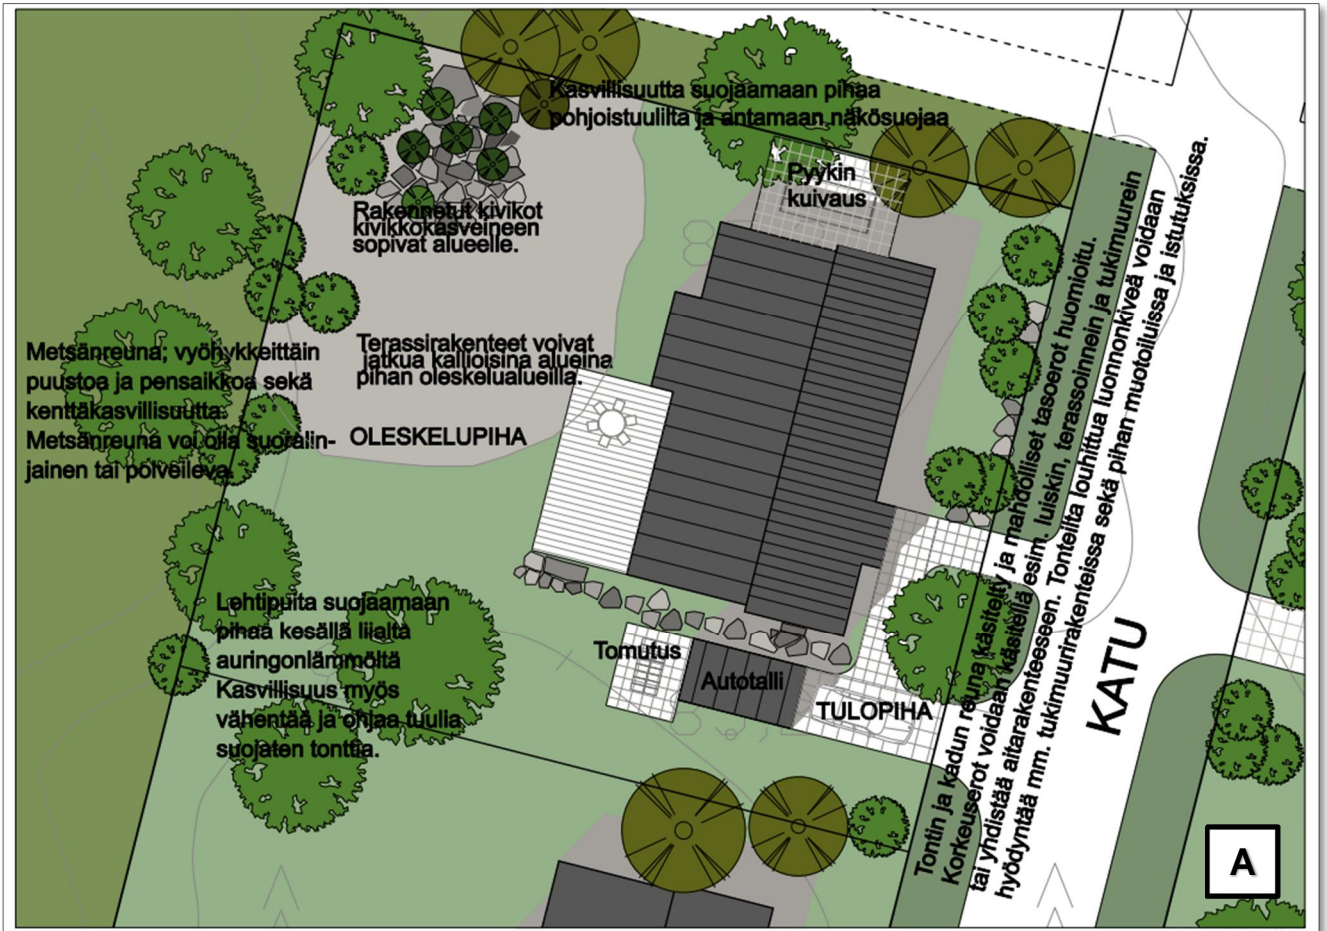 Kasvillisuutta suojaamaan pihaa
pohjoistuulilta ja antamaan näkösuojaa
Pyykin
kuivaus
Rakennetut kivikot
kivikkokasveineen
sopivat alueelle.
Terassirakenteet voivat
jatkua kallioisina alueina
pihan oleskelualueilla.
OLESKELUPIHA
Metsänreuna; vyöhykkeittäin
puustoa ja pensaikkoa sekä
kenttäkasvillisuutta.
Metsänreuna voi olla suoralin-
jainen tai polveileva.
Lehtipuita suojaamaan
pihaa kesällä liialta
auringonlämmöltä
Kasvillisuus myös
vähentää ja ohjaa tuulia
suojaten tonttia.
Tomutus
Autotalli
TULOPIHA
Tontin ja kadun reuna käsitelty ja mahdolliset tasoerot huomioitu.
Korkeuserot voidaan käsitellä esim. luiskin, terassoinnein ja tukimuurein
tai yhdistää aitarakenteeseen. Tonteilta louhittua luonnonkiveä voidaan
hyödyntää mm. tukimuurirakenteissa sekä pihan muotoiluissa ja istutuksissa.
KATU
A